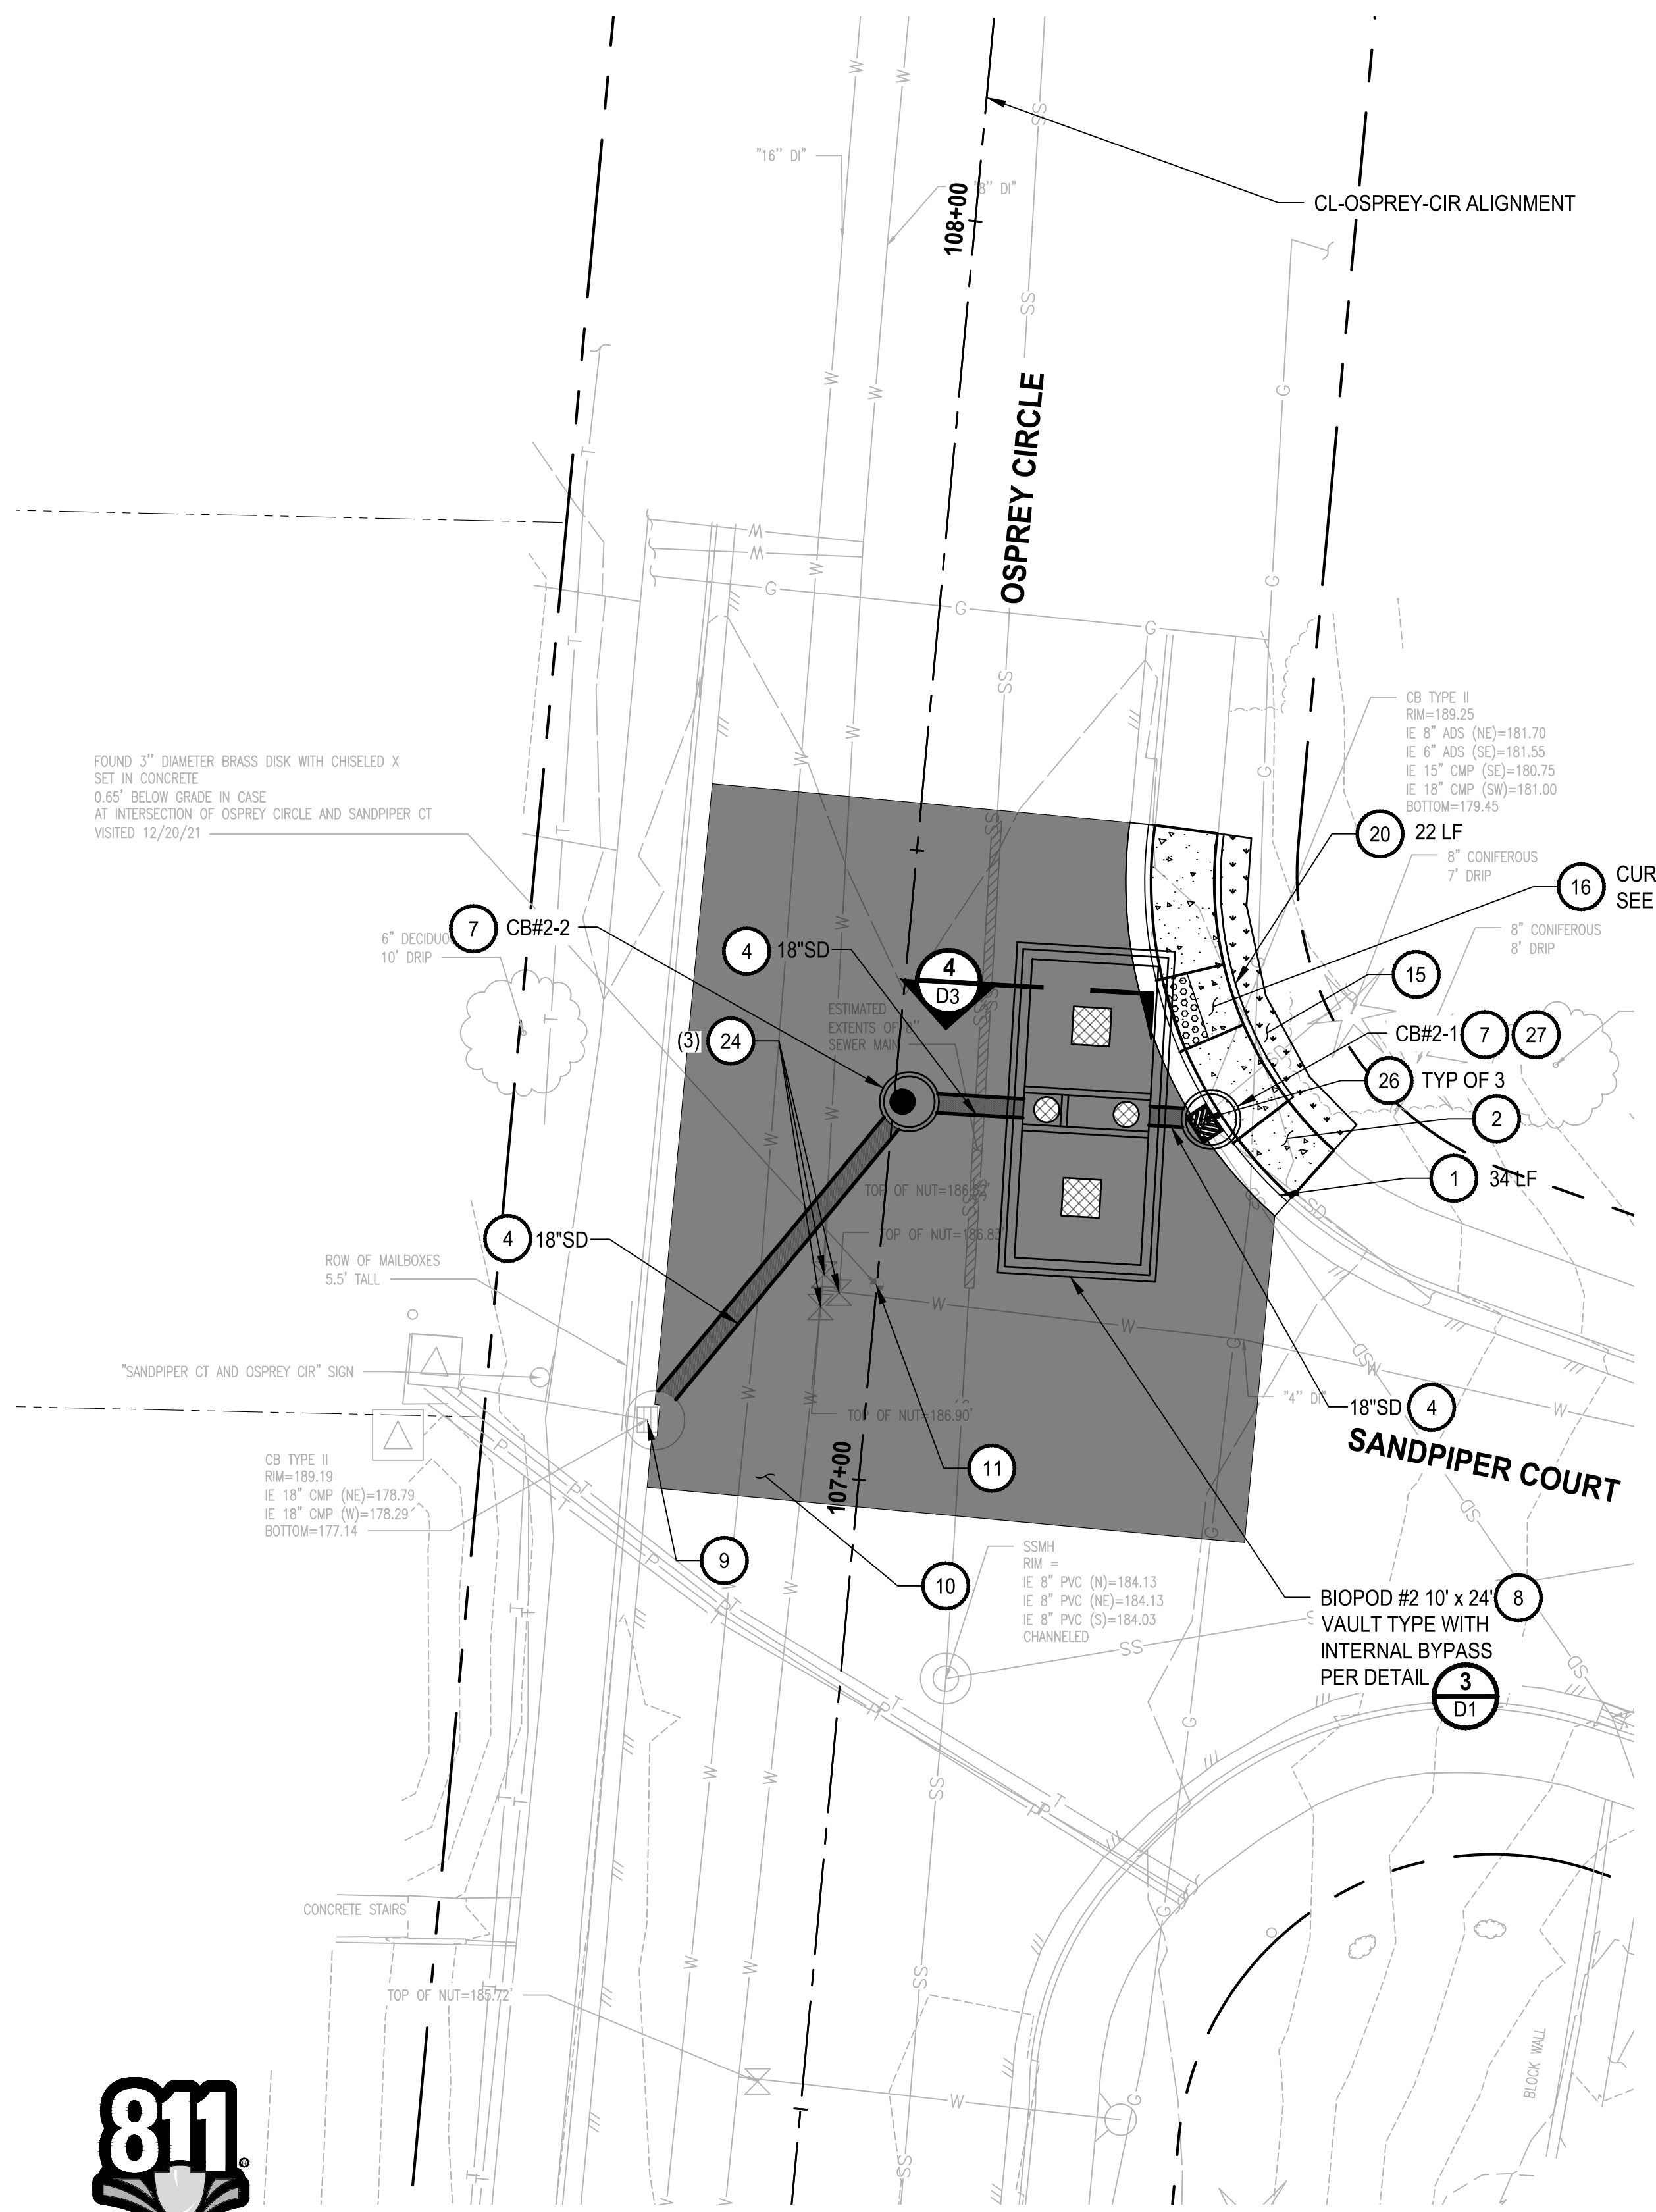 "16'' DI"
"8'' DI"
108+00
CL-OSPREY-CIR ALIGNMENT
OSPREY CIRCLE
CB TYPE II
RIM=189.25
IE 8" ADS (NE)=181.70
IE 6" ADS (SE)=181.55
IE 15" CMP (SE)=180.75
IE 18" CMP (SW)=181.00
BOTTOM=179.45
FOUND 3'' DIAMETER BRASS DISK WITH CHISELED X
SET IN CONCRETE
0.65' BELOW GRADE IN CASE
AT INTERSECTION OF OSPREY CIRCLE AND SANDPIPER CT
VISITED 12/20/21
20 22 LF
8" CONIFEROUS
7' DRIP
16 CUR
SEE
7 CB#2-2
6" DECIDUO
10' DRIP
4 18"SD
8" CONIFEROUS
8' DRIP
4
D3
15
ESTIMATED
EXTENTS OF 8''
SEWER MAIN
(3) 24
CB#2-1 7 27
26 TYP OF 3
2
1 34 LF
TOP OF NUT=186.82'
TOP OF NUT=186.83'
4 18"SD
ROW OF MAILBOXES
5.5' TALL
"SANDPIPER CT AND OSPREY CIR" SIGN
"4'' DI"
18"SD 4
SANDPIPER COURT
TOP OF NUT=186.90'
107+00
11
CB TYPE II
RIM=189.19
IE 18" CMP (NE)=178.79
IE 18" CMP (W)=178.29
BOTTOM=177.14
9
10
SSMH
RIM =
IE 8" PVC (N)=184.13
IE 8" PVC (NE)=184.13
IE 8" PVC (S)=184.03
CHANNELED
BIOPOD #2 10' x 24' 8
VAULT TYPE WITH
INTERNAL BYPASS
PER DETAIL
3
D1
CONCRETE STAIRS
TOP OF NUT=185.72'
BLOCK WALL
811